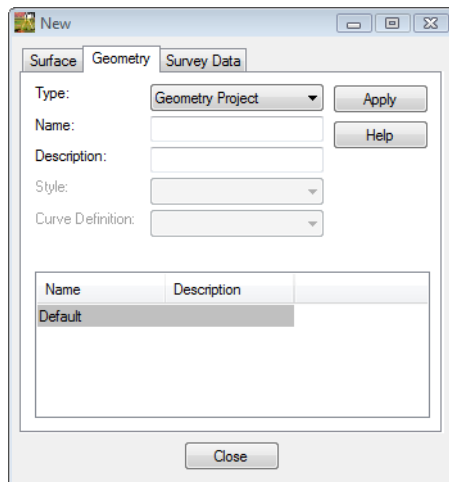 New
Surface Geometry Survey Data
Type: Geometry Project Apply
Name: Help
Description:
Style:
Curve Definition:
Name Description
Default
Close